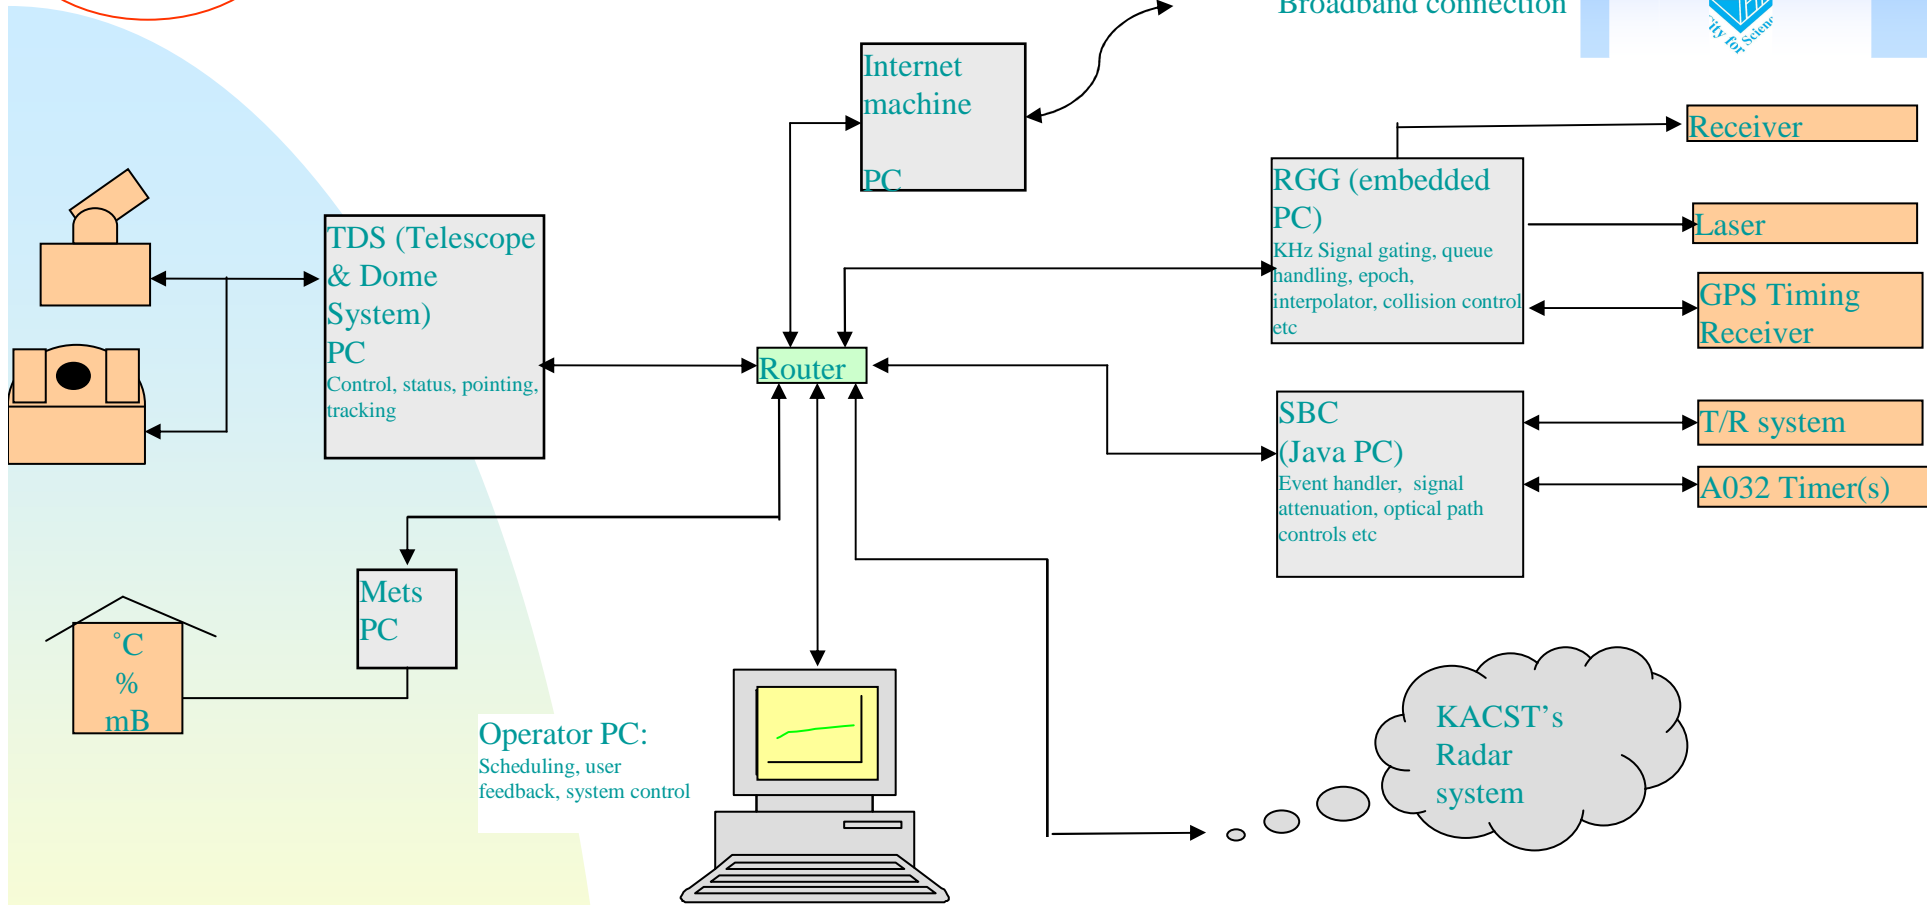 Broadband connection
ity for Scienc
Internet
machine
PC
Receiver
RGG (embedded
PC)
KHz Signal gating, queue
handling, epoch,
interpolator, collision control
etc
Laser
GPS Timing
Receiver
TDS (Telescope
& Dome
System)
PC
Control, status, pointing,
tracking
Router
SBC
(Java PC)
Event handler,  signal
attenuation, optical path
controls etc
T/R system
A032 Timer(s)
Mets
PC
°C
%
mB
Operator PC:
Scheduling, user
feedback, system control
KACST’s
Radar
system